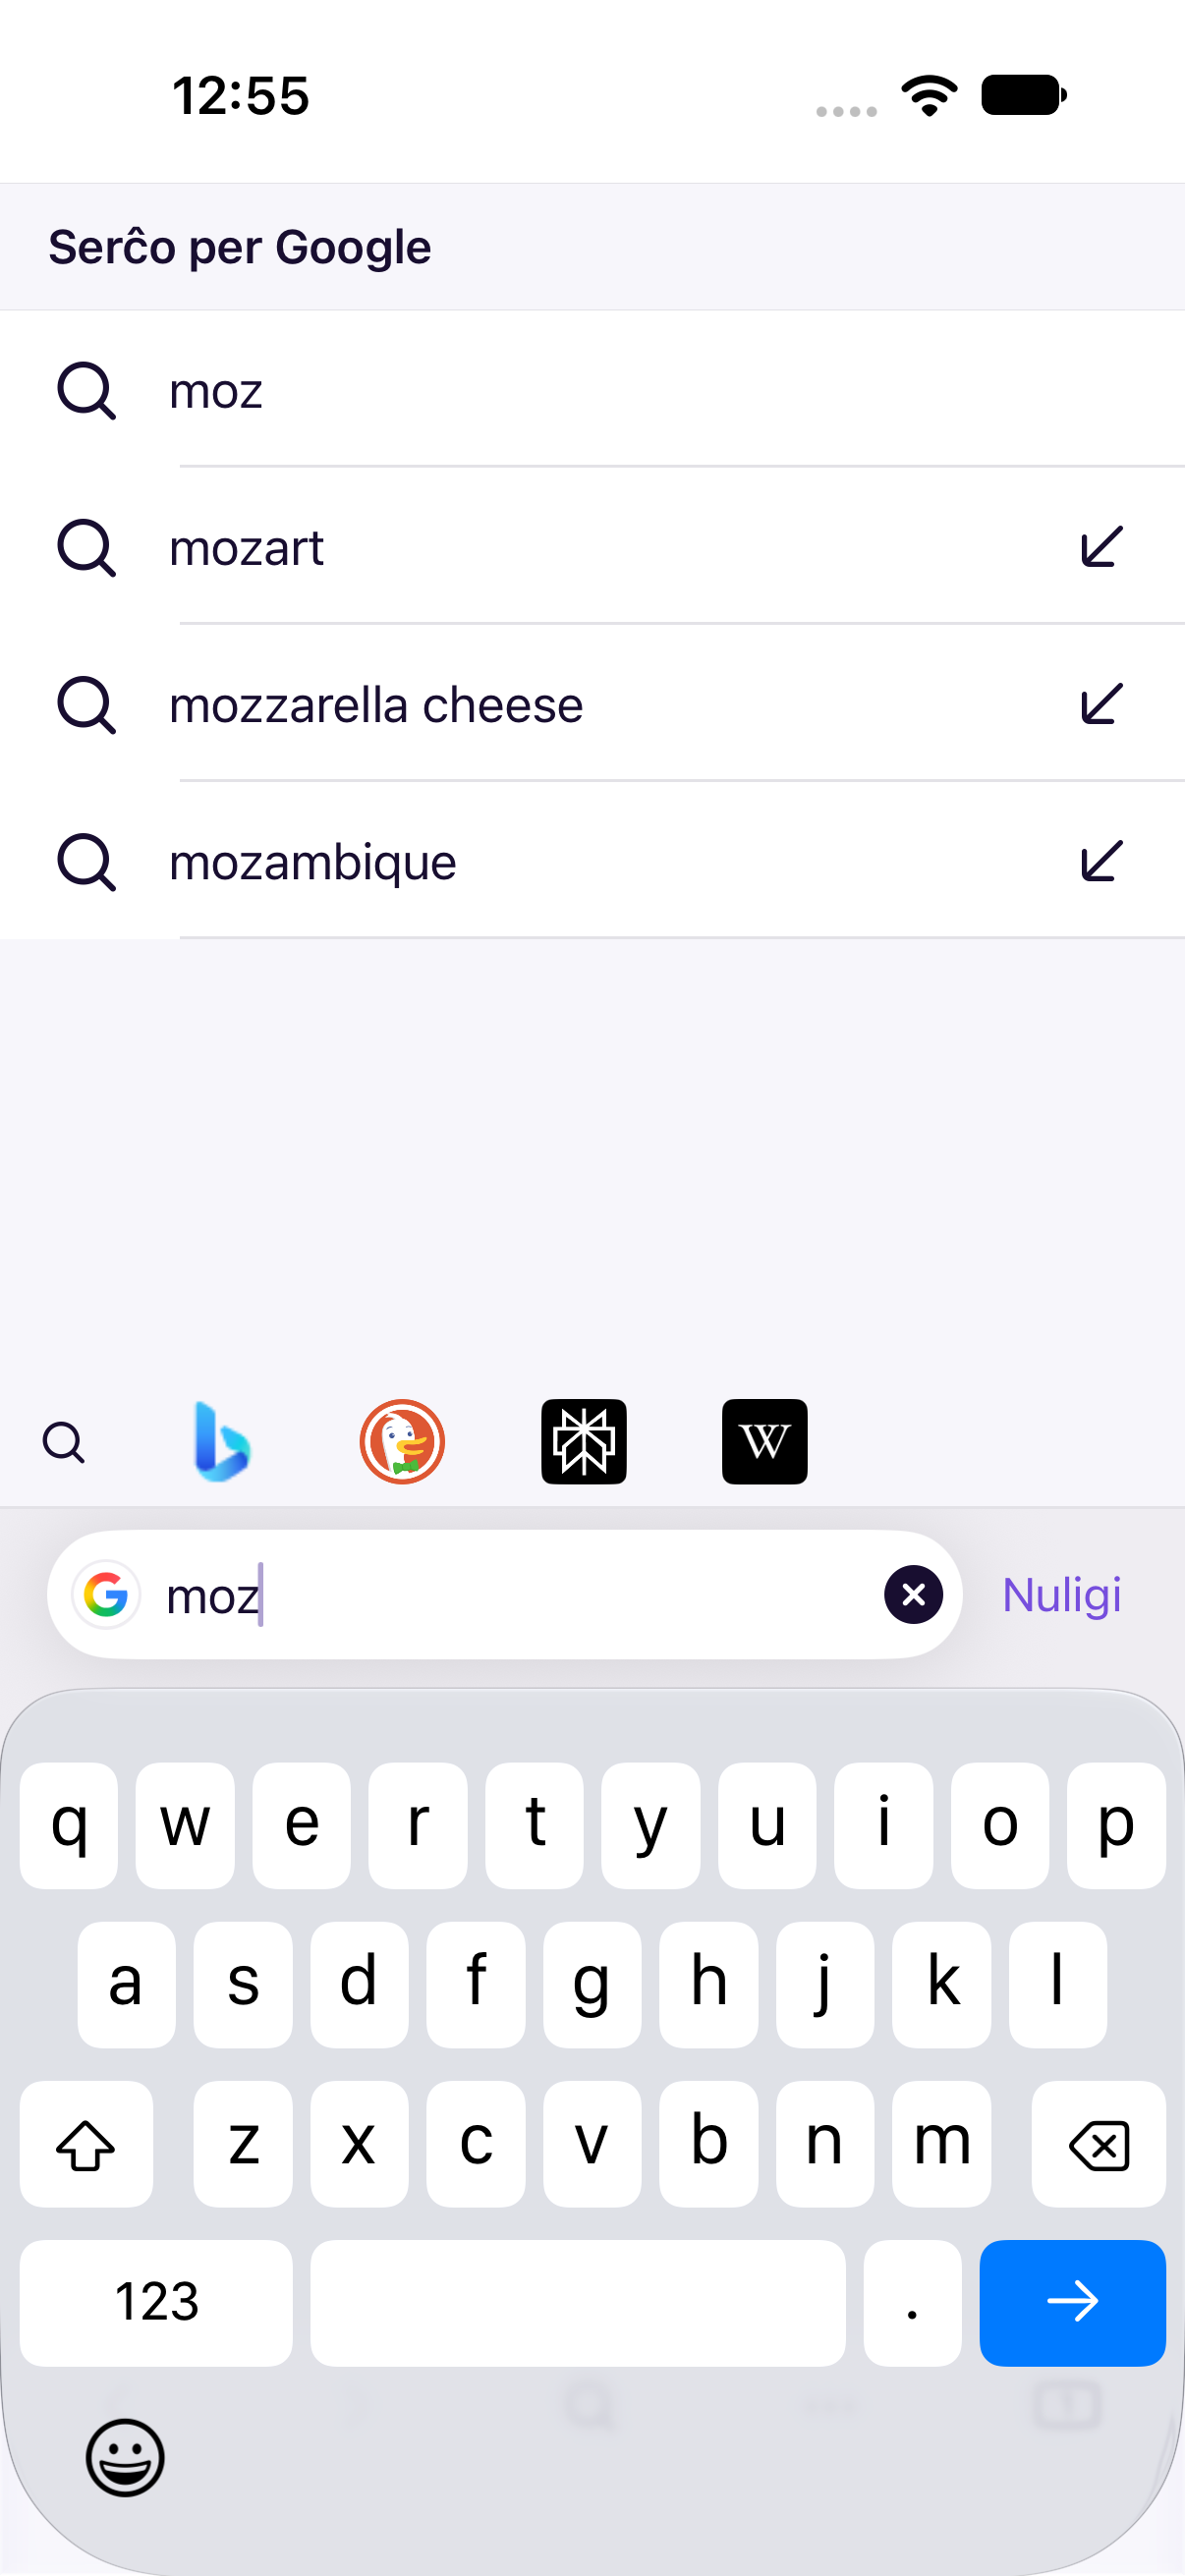 12:55
Serĉo per Google
moz
mozart
mozzarella cheese
mozambique
W
moz
Nuligi
q w e r t y u i o p
a s d f g h j k l
z x c v b n m
123 .